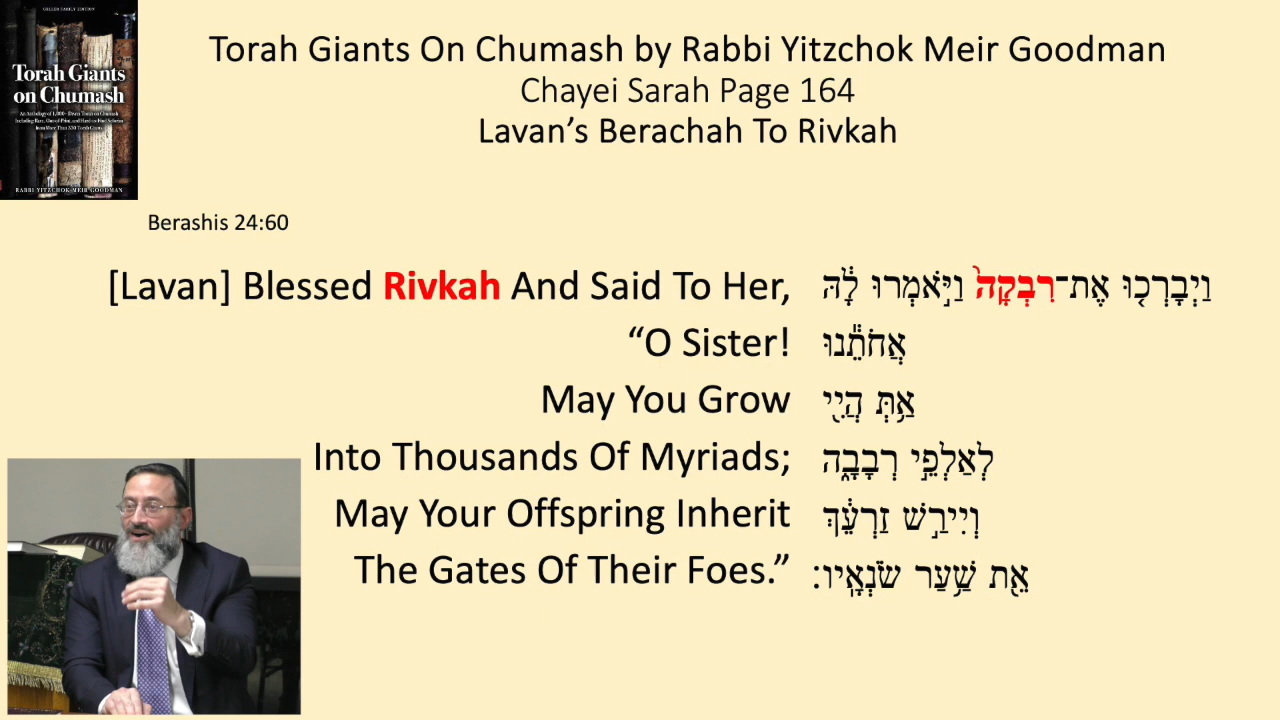 GELLER FAMILY EDITION
Torah Giants
on Chumash
RABBI YITZCHOK MEIR GOODMAN
Torah Giants On Chumash by Rabbi Yitzchok Meir Goodman
Chayei Sarah Page 164
Lavan’s Berachah To Rivkah
Berashis 24:60
[Lavan] Blessed Rivkah And Said To Her,
וַיְבָרְכ֤וּ אֶת־רִבְקָה֙ וַיֹּ֣אמְרוּ לָ֔הּ
“O Sister!
אֲחֹתֵ֕נוּ
May You Grow
אַ֥תְּ הֲיִ֖י
Into Thousands Of Myriads;
לְאַלְפֵ֣י רְבָבָ֑ה
May Your Offspring Inherit
וְיִירַ֣שׁ זַרְעֵ֔ךְ
The Gates Of Their Foes.”
אֵ֖ת שַׁ֥עַר שֹׂנְאָֽיו׃